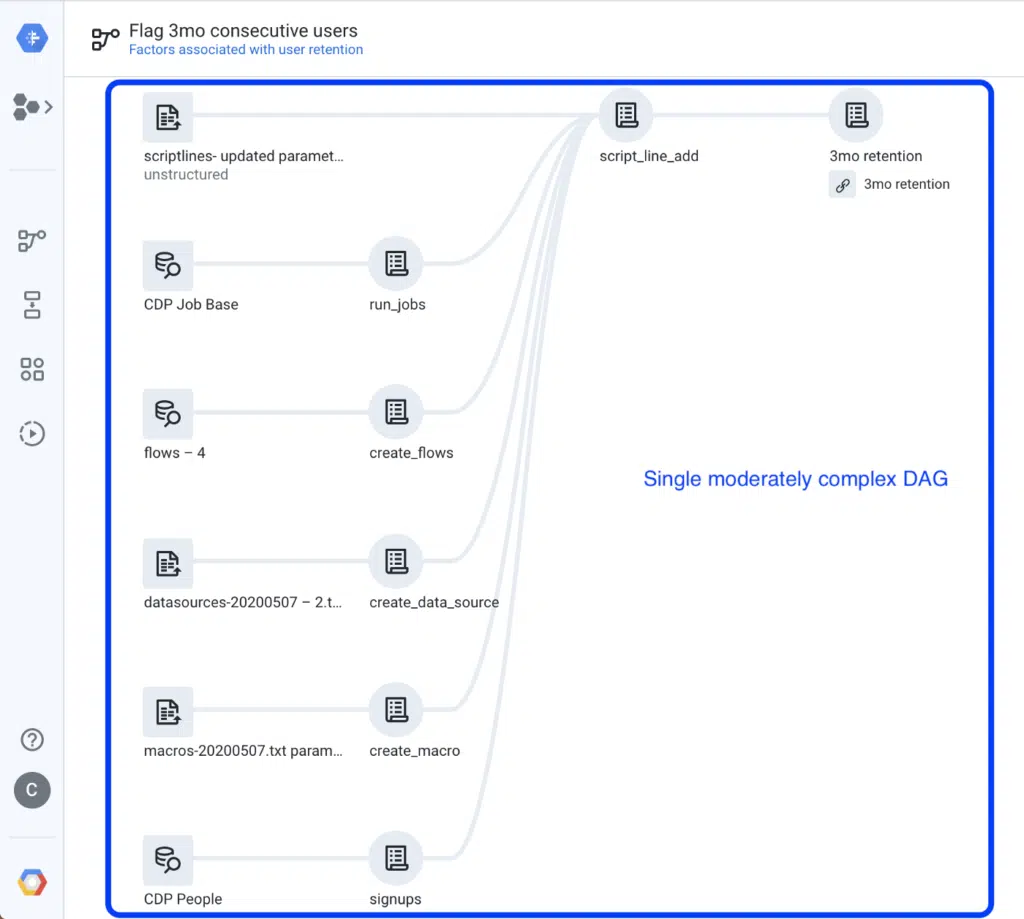 Flag 3mo consecutive users
Factors associated with user retention
scriptlines- updated paramet...
unstructured
script_line_add
3mo retention
3mo retention
CDP Job Base
run_jobs
flows – 4
create_flows
Single moderately complex DAG
datasources-20200507 – 2.t...
create_data_source
macros-20200507.txt param...
create_macro
C
CDP People
signups